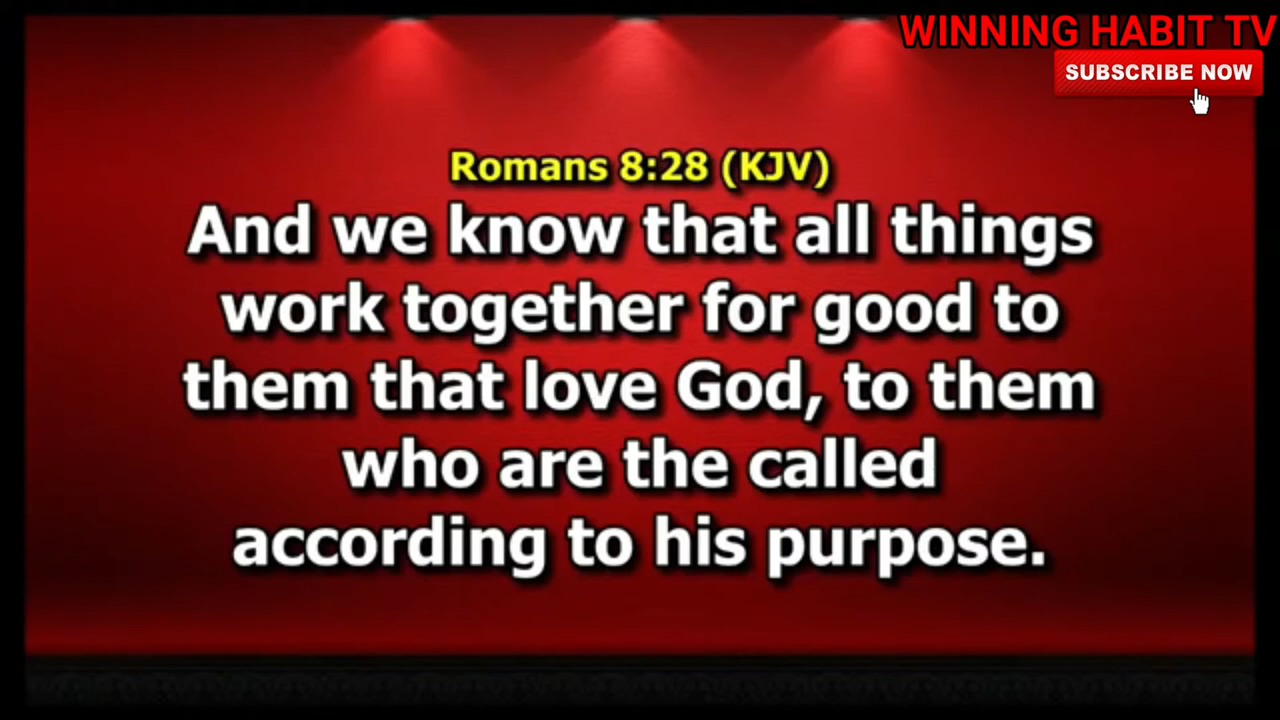 WINNING HABIT TV
SUBSCRIBE NOW
Romans 8:28 (KJV)
And we know that all things
work together for good to
them that love God, to them
who are the called
according to his purpose.